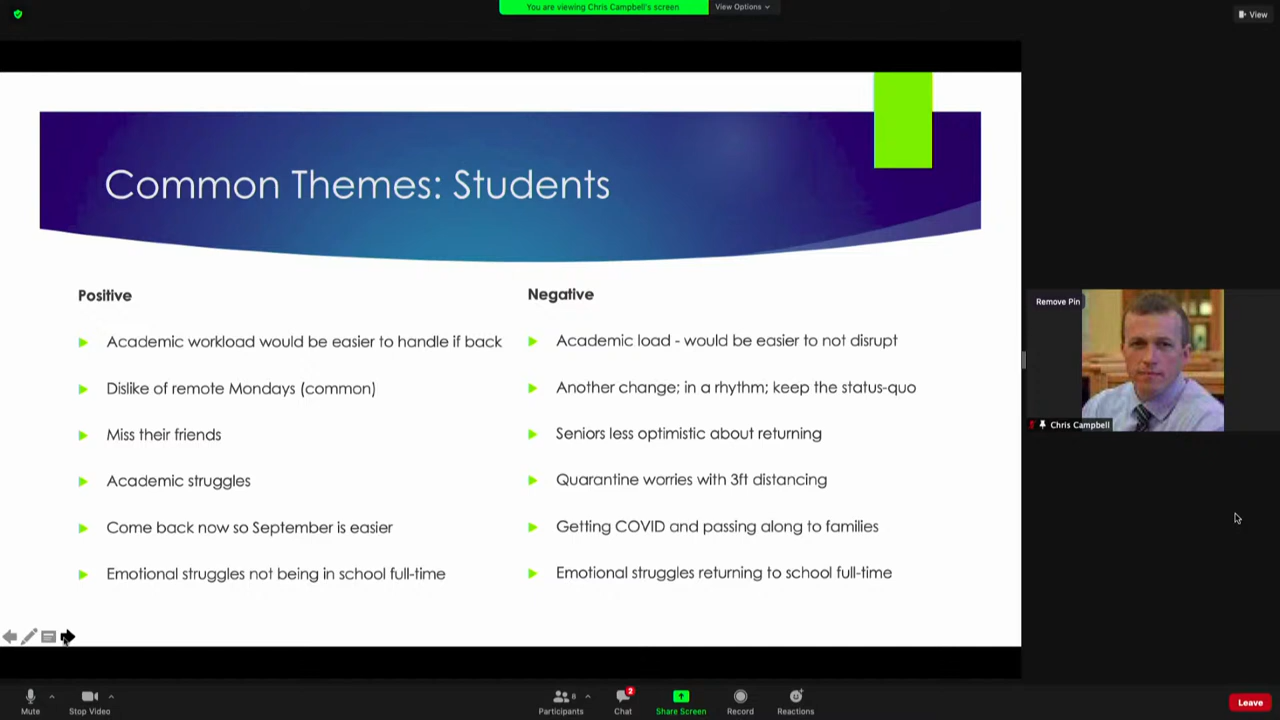 You are viewing Chris Campbell's screen
View Options
View
Common Themes: Students
Positive
Academic workload would be easier to handle if back
Dislike of remote Mondays (common)
Miss their friends
Academic struggles
Come back now so September is easier
Emotional struggles not being in school full-time
Negative
Academic load - would be easier to not disrupt
Another change; in a rhythm; keep the status-quo
Seniors less optimistic about returning
Quarantine worries with 3ft distancing
Getting COVID and passing along to families
Emotional struggles returning to school full-time
Remove Pin
Chris Campbell
Mute
Stop Video
Participants
8
Chat
2
Share Screen
Record
Reactions
Leave